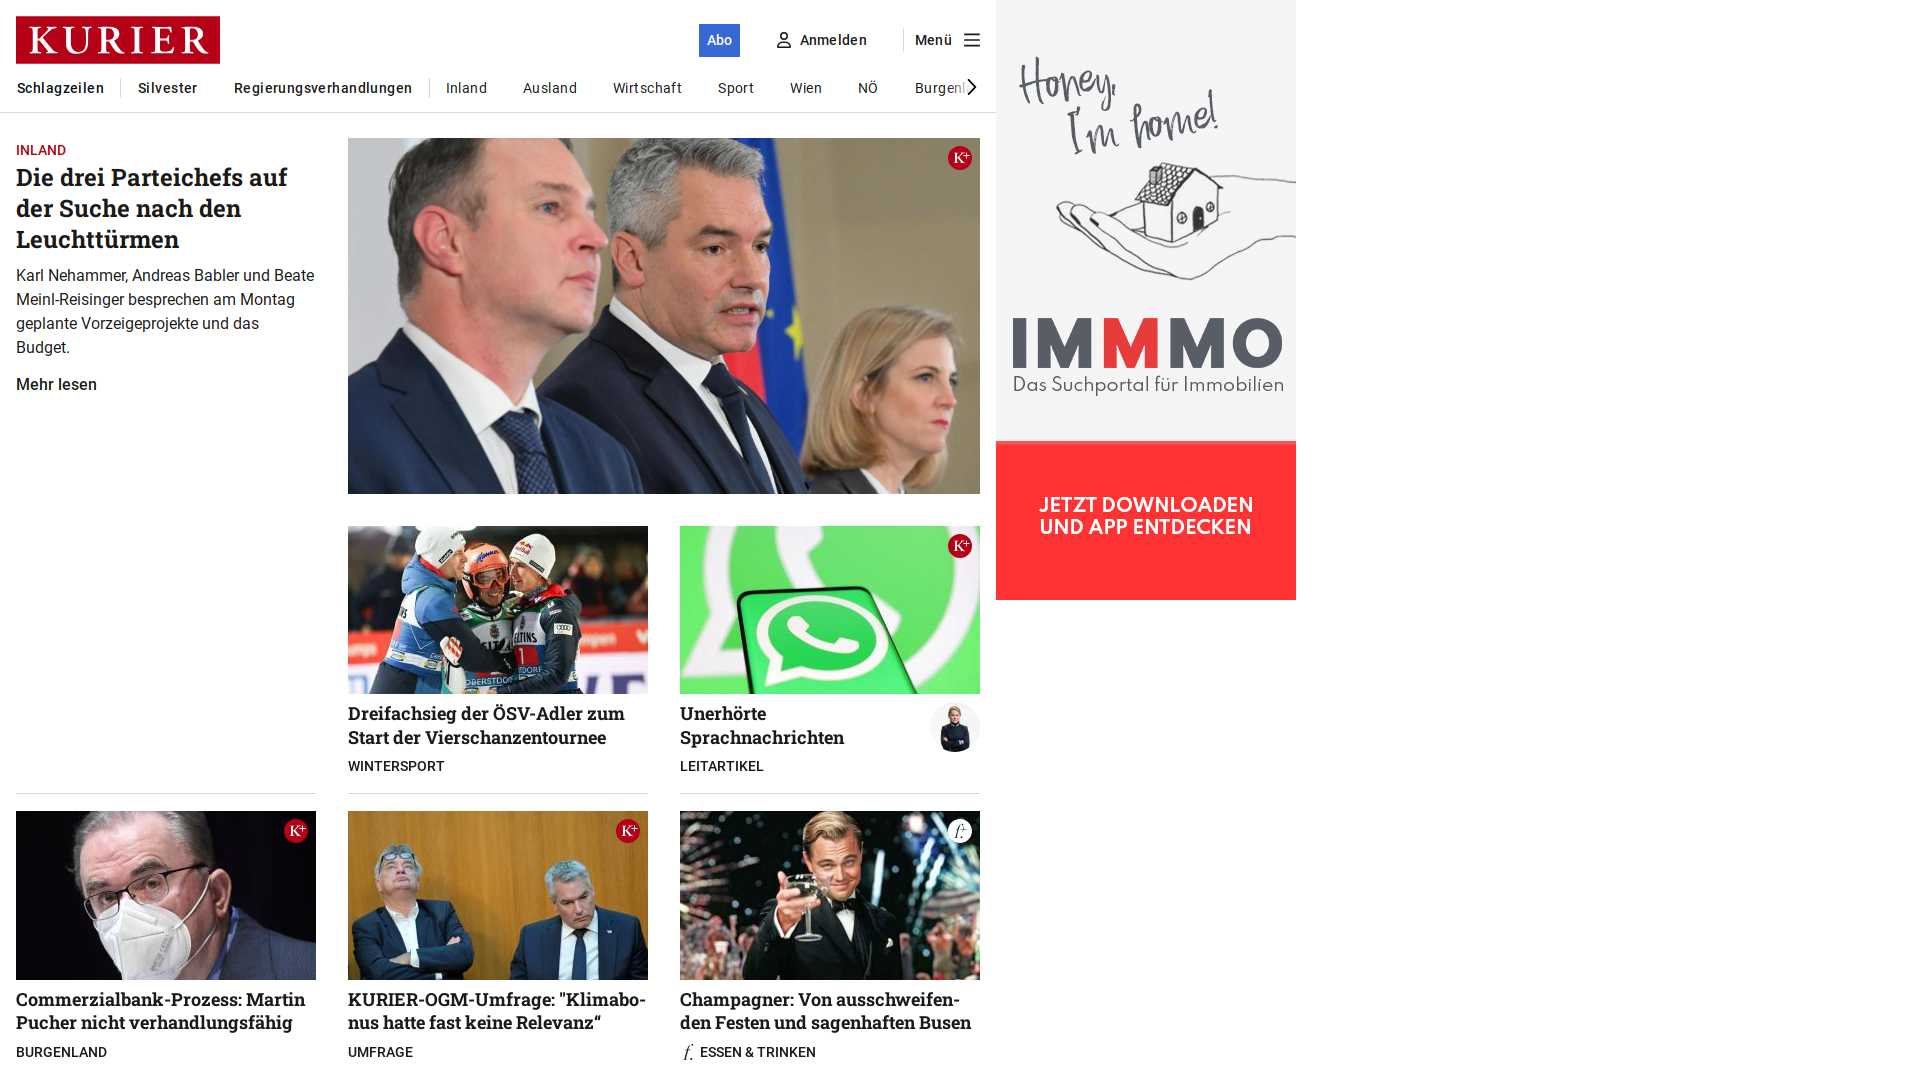 KURIER
Abo
Anmelden
Menü
Schlagzeilen
Silvester
Regierungsverhandlungen
Inland
Ausland
Wirtschaft
Sport
Wien
NÖ
INLAND
Die drei Parteichefs auf
der Suche nach den
Leuchttürmen
Karl Nehammer, Andreas Babler und Beate
Meinl-Reisinger besprechen am Montag
geplante Vorzeigeprojekte und das
Budget.
Mehr lesen
K+
K+
Dreifachsieg der ÖSV-Adler zum
Start der Vierschanzentournee
WINTERSPORT
Unerhörte
Sprachnachrichten
LEITARTIKEL
K+
Commerzialbank-Prozess: Martin
Pucher nicht verhandlungsfähig
BURGENLAND
K+
KURIER-OGM-Umfrage: "Klimabo-
nus hatte fast keine Relevanz“
UMFRAGE
f+
Champagner: Von ausschweifen-
den Festen und sagenhaften Busen
f. ESSEN & TRINKEN
Honey,
I'm home!
IMMMO
Das Suchportal für Immobilien
JETZT DOWNLOADEN
UND APP ENTDECKEN